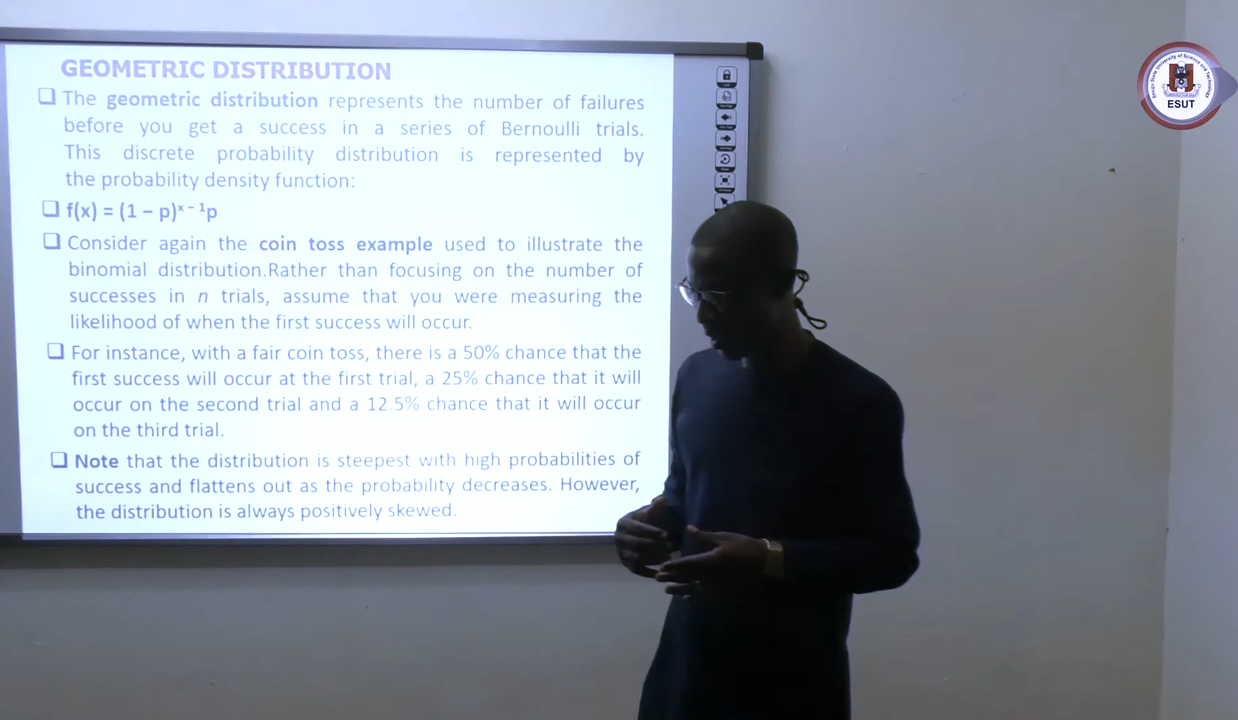 GEOMETRIC DISTRIBUTION
❑ The geometric distribution represents the number of failures
before you get a success in a series of Bernoulli trials.
This discrete probability distribution is represented by
the probability density function:
❑ f(x) = (1 − p)ˣ ⁻ ¹p
❑ Consider again the coin toss example used to illustrate the
binomial distribution.Rather than focusing on the number of
successes in n trials, assume that you were measuring the
likelihood of when the first success will occur.
❑ For instance, with a fair coin toss, there is a 50% chance that the
first success will occur at the first trial, a 25% chance that it will
occur on the second trial and a 12.5% chance that it will occur
on the third trial.
❑ Note that the distribution is steepest with high probabilities of
success and flattens out as the probability decreases. However,
the distribution is always positively skewed.
State University of Science and Technology
ESUT